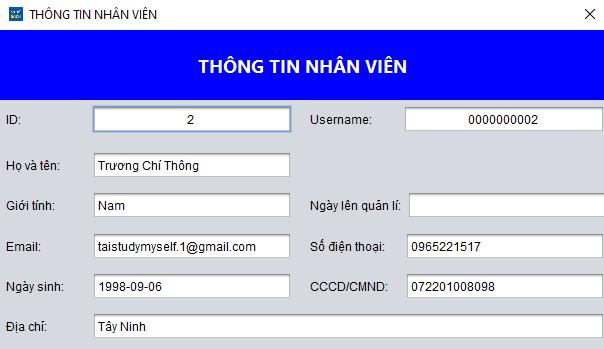 THÔNG TIN NHÂN VIÊN
THÔNG TIN NHÂN VIÊN
ID: 2 Username: 0000000002
Họ và tên: Trương Chí Thông
Giới tính: Nam Ngày lên quản lí:
Email: taistudymyself.1@gmail.com Số điện thoại: 0965221517
Ngày sinh: 1998-09-06 CCCD/CMND: 072201008098
Địa chỉ: Tây Ninh